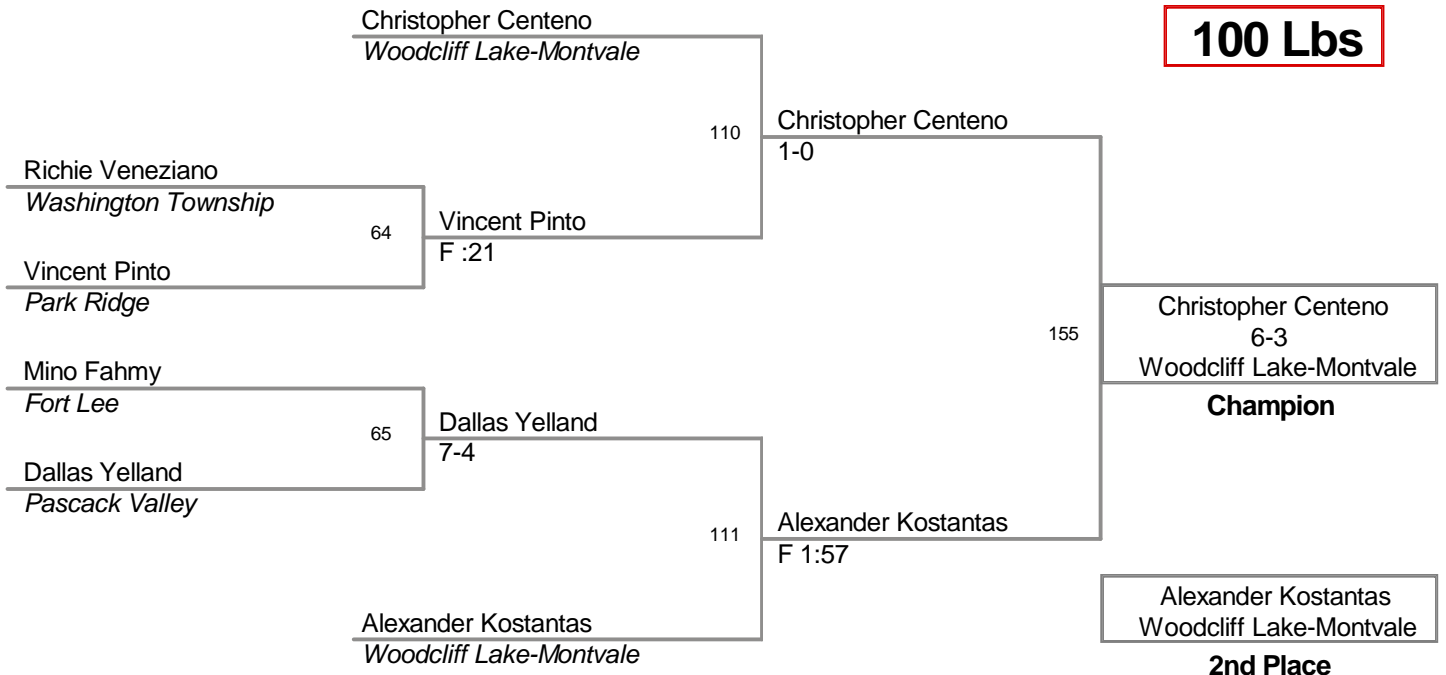 Christopher Centeno
Woodcliff Lake-Montvale
100 Lbs
110
Christopher Centeno
1-0
Richie Veneziano
Washington Township
64
Vincent Pinto
F :21
Vincent Pinto
Park Ridge
155
Christopher Centeno
6-3
Woodcliff Lake-Montvale
Champion
Mino Fahmy
Fort Lee
65
Dallas Yelland
7-4
Dallas Yelland
Pascack Valley
111
Alexander Kostantas
F 1:57
Alexander Kostantas
Woodcliff Lake-Montvale
Alexander Kostantas
Woodcliff Lake-Montvale
2nd Place